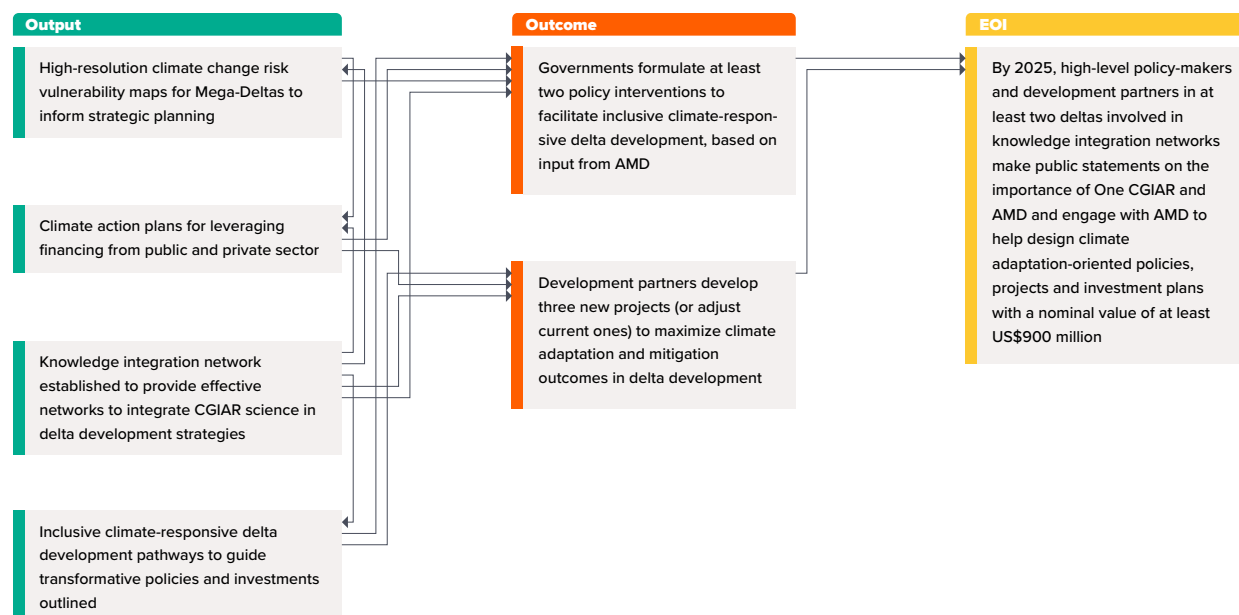 Output
High-resolution climate change risk
vulnerability maps for Mega-Deltas to
inform strategic planning
Climate action plans for leveraging
financing from public and private sector
Knowledge integration network
established to provide effective
networks to integrate CGIAR science in
delta development strategies
Inclusive climate-responsive delta
development pathways to guide
transformative policies and investments
outlined
Outcome
Governments formulate at least
two policy interventions to
facilitate inclusive climate-respon-
sive delta development, based on
input from AMD
Development partners develop
three new projects (or adjust
current ones) to maximize climate
adaptation and mitigation
outcomes in delta development
EOI
By 2025, high-level policy-makers
and development partners in at
least two deltas involved in
knowledge integration networks
make public statements on the
importance of One CGIAR and
AMD and engage with AMD to
help design climate
adaptation-oriented policies,
projects and investment plans
with a nominal value of at least
US$900 million